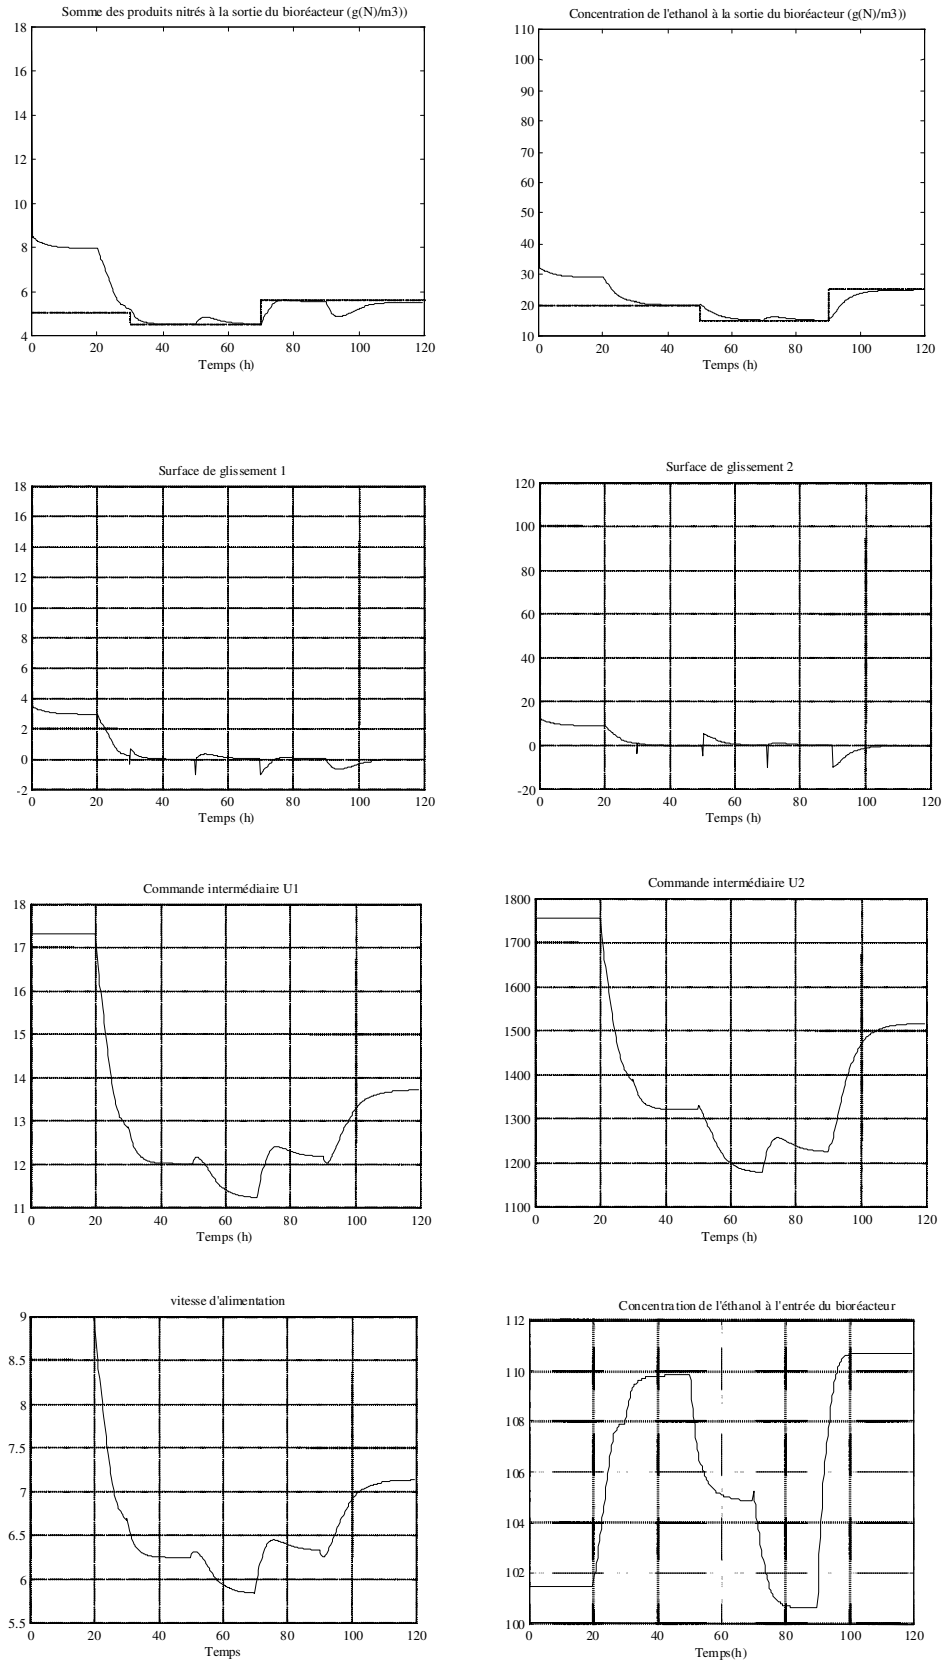 Somme des produits nitrés à la sortie du bioréacteur (g(N)/m3))
18
16
14
12
10
8
6
4
0 20 40 60 80 100 120
Temps (h)
Concentration de l'ethanol à la sortie du bioréacteur (g(N)/m3))
110
100
90
80
70
60
50
40
30
20
10
0 20 40 60 80 100 120
Temps (h)
Surface de glissement 1
18
16
14
12
10
8
6
4
2
0
-2
0 20 40 60 80 100 120
Temps (h)
Surface de glissement 2
120
100
80
60
40
20
0
-20
0 20 40 60 80 100 120
Temps (h)
Commande intermédiaire U1
18
17
16
15
14
13
12
11
0 20 40 60 80 100 120
Temps (h)
Commande intermédiaire U2
1800
1700
1600
1500
1400
1300
1200
1100
0 20 40 60 80 100 120
Temps (h)
vitesse d'alimentation
9
8.5
8
7.5
7
6.5
6
5.5
0 20 40 60 80 100 120
Temps
Concentration de l'éthanol à l'entrée du bioréacteur
112
110
108
106
104
102
100
0 20 40 60 80 100 120
Temps(h)